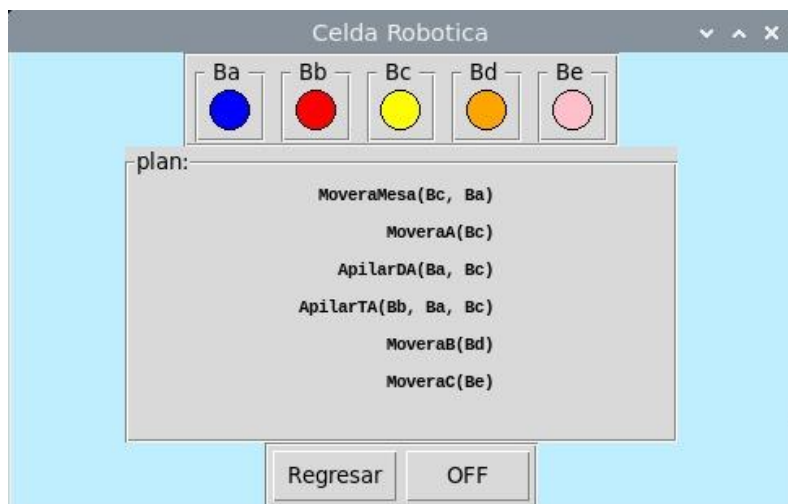 Celda Robotica
Ba Bb Bc Bd Be
plan:
MoveraMesa(Bc, Ba)
MoveraA(Bc)
ApilarDA(Ba, Bc)
ApilarTA(Bb, Ba, Bc)
MoveraB(Bd)
MoveraC(Be)
Regresar OFF